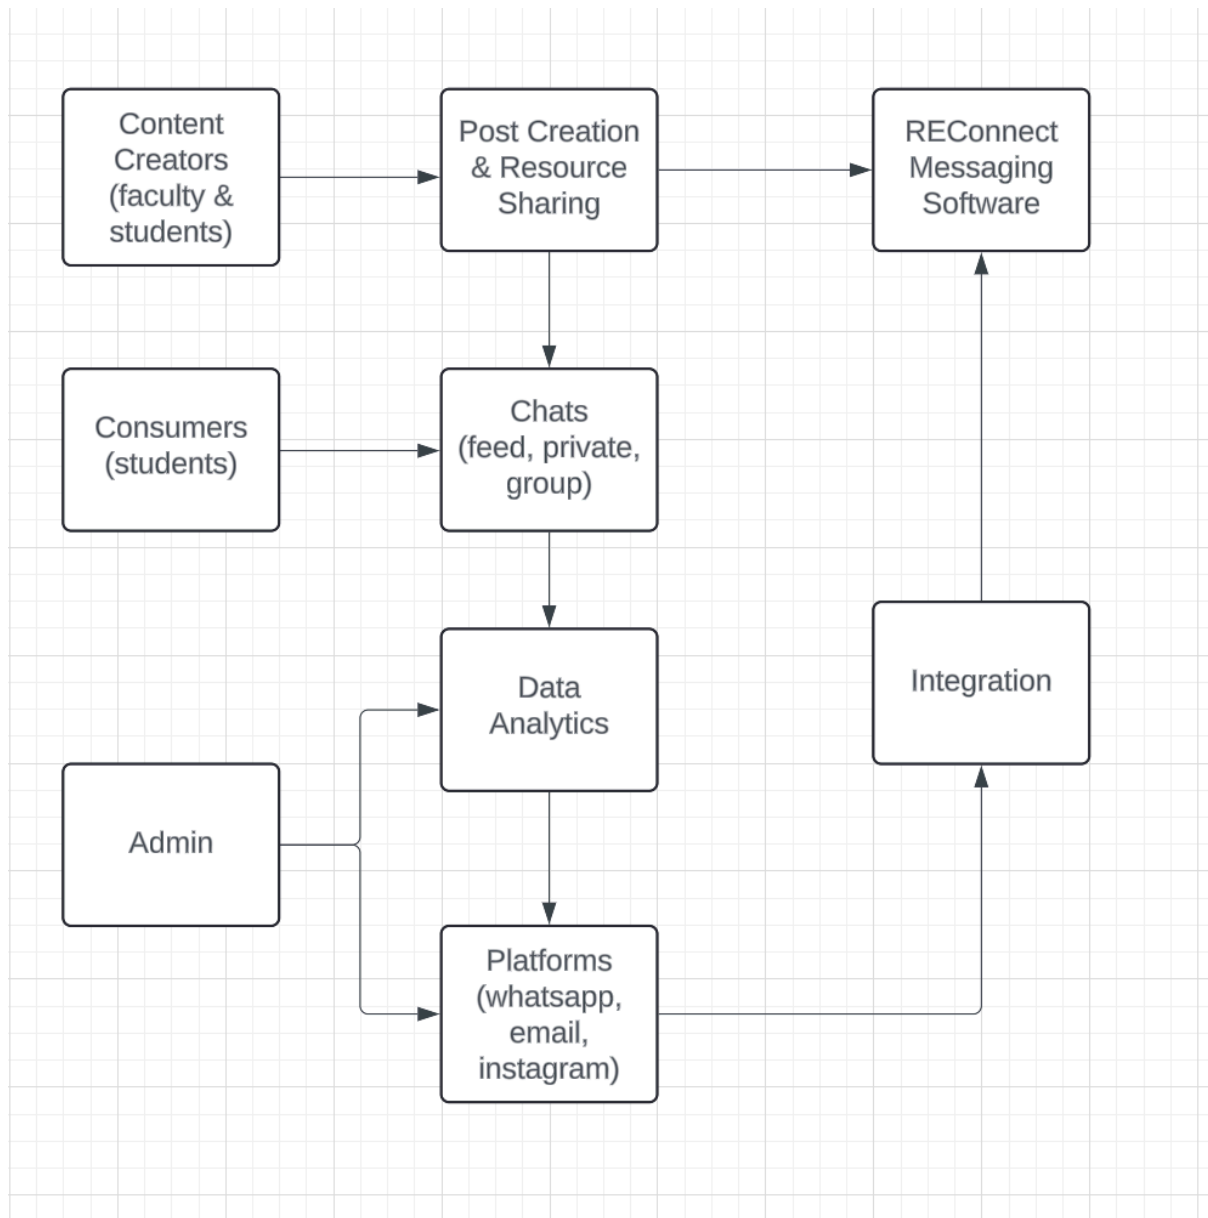 Content
Creators
(faculty &
students)
Post Creation
& Resource
Sharing
REConnect
Messaging
Software
Consumers
(students)
Chats
(feed, private,
group)
Data
Analytics
Integration
Admin
Platforms
(whatsapp,
email,
instagram)